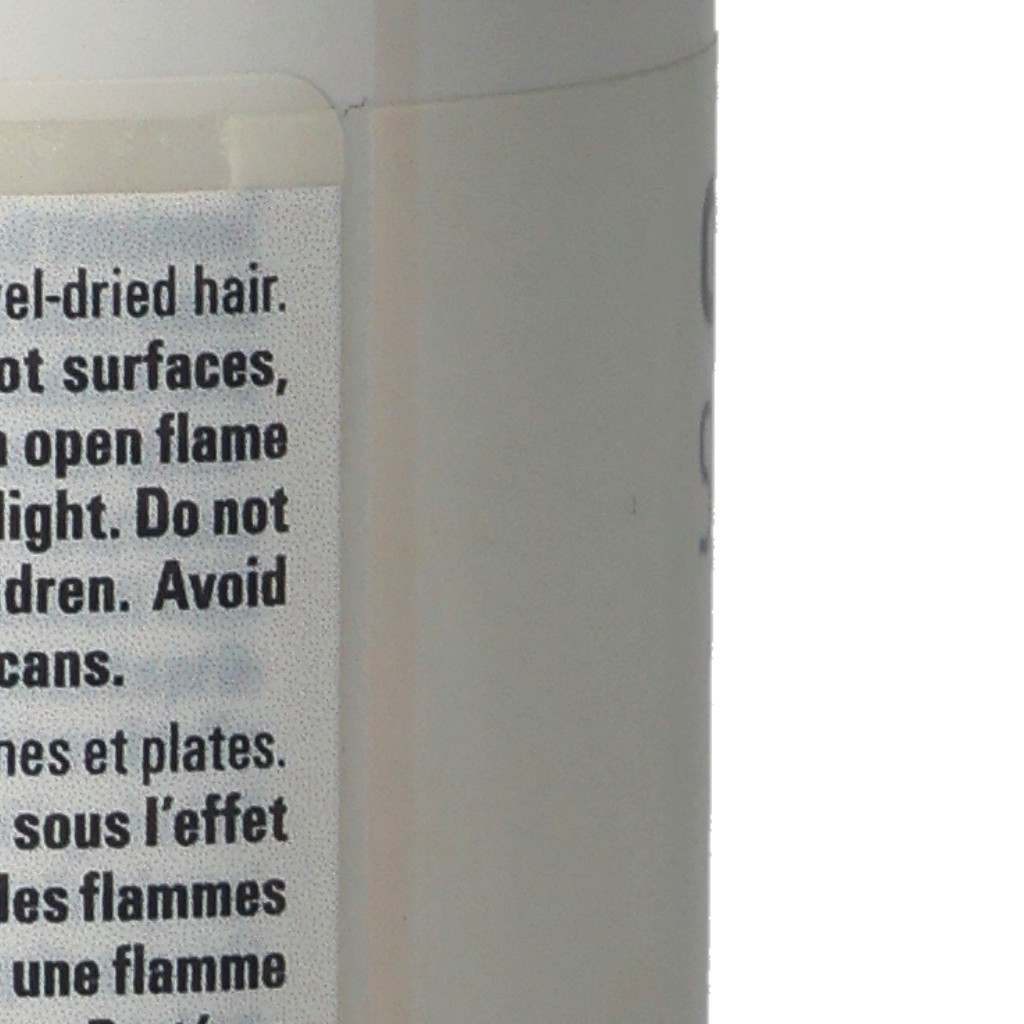 el-dried hair.
ot surfaces,
open flame
light. Do not
dren. Avoid
cans.
nes et plates.
sous l'effet
les flammes
une flamme